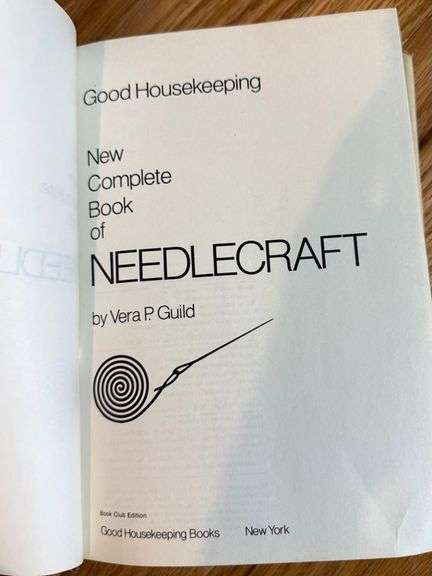 Good Housekeeping
New
Complete
Book
of
NEEDLECRAFT
by Vera P. Guild
Book Club Edition
Good Housekeeping Books New York